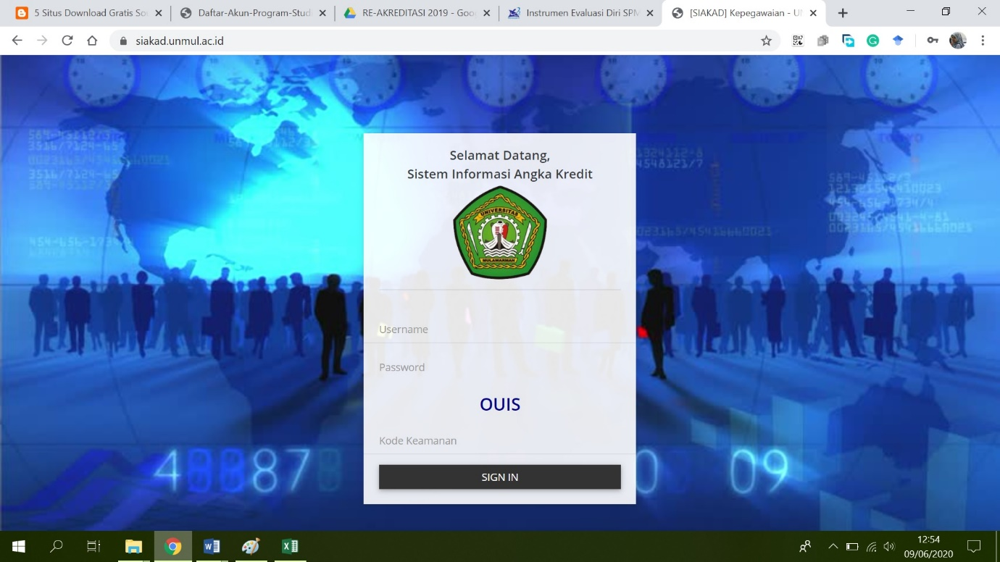 5 Situs Download Gratis So
Daftar-Akun-Program-Studi
RE-AKREDITASI 2019 - Goo
Instrumen Evaluasi Diri SPM
[SIAKAD] Kepegawaian - U
siakad.unmul.ac.id
Selamat Datang,
Sistem Informasi Angka Kredit
UNIVERSITAS
MULAWARMAN
Username
Password
OUIS
Kode Keamanan
SIGN IN
12:54
09/06/2020